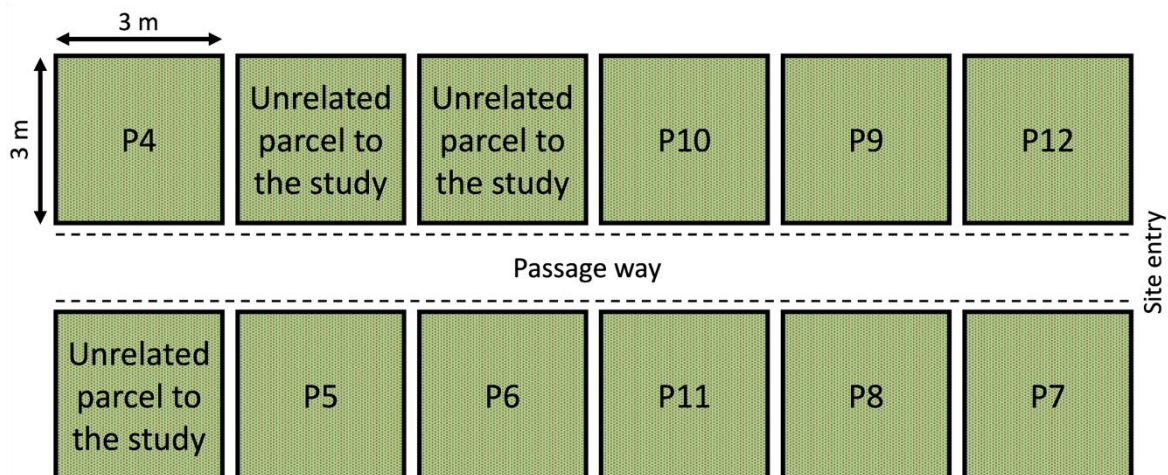 3 m
3 m
P4
Unrelated
parcel to
the study
Unrelated
parcel to
the study
P10
P9
P12
Passage way
Site entry
Unrelated
parcel to
the study
P5
P6
P11
P8
P7